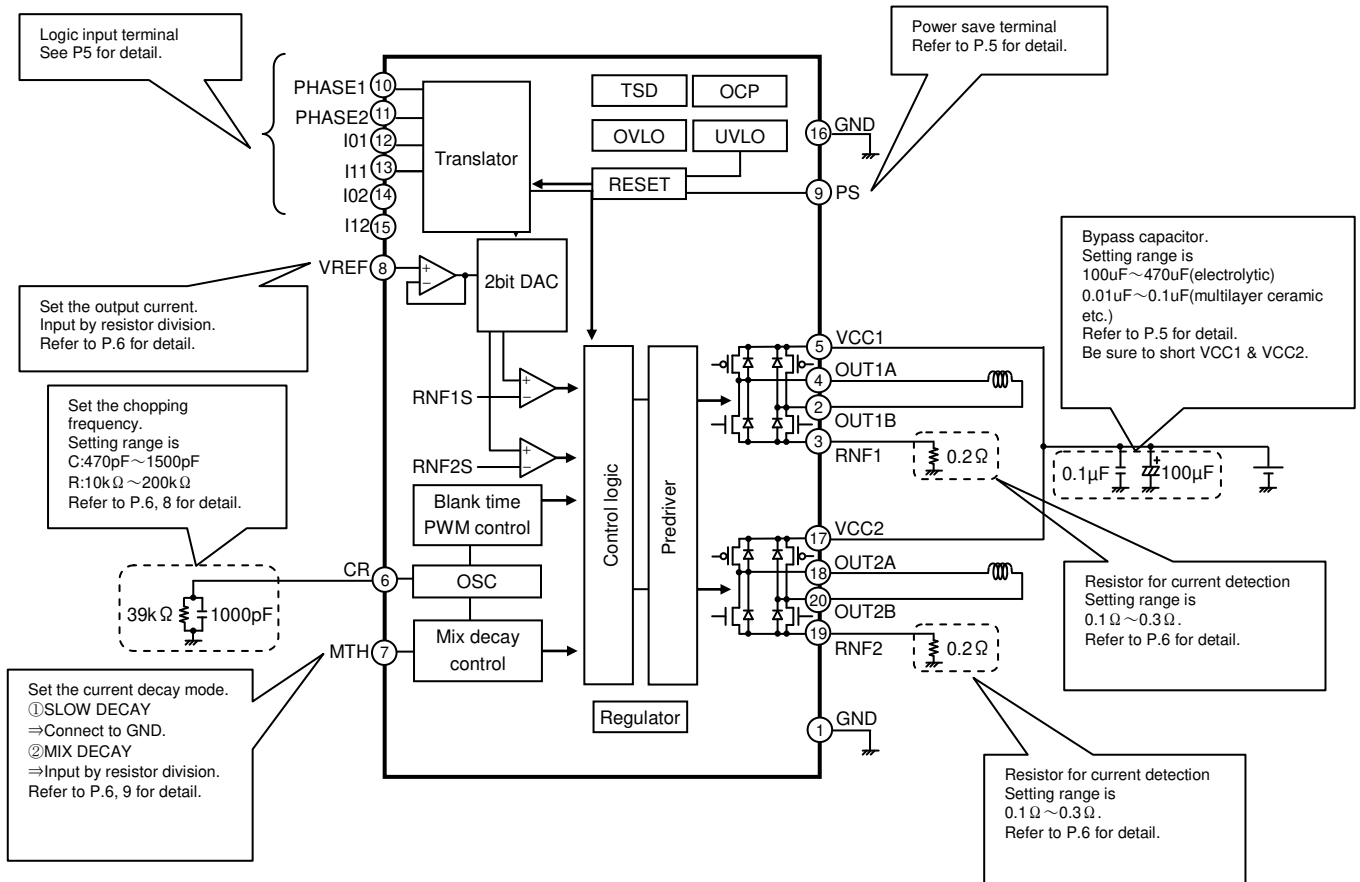 Logic input terminal
See P5 for detail.
Power save terminal
Refer to P.5 for detail.
PHASE1 10
PHASE2 11
I01 12
I11 13
I02 14
I12 15
VREF 8
Translator
TSD
OCP
OVLO
UVLO
RESET
16 GND
9 PS
+
−
2bit DAC
Set the output current.
Input by resistor division.
Refer to P.6 for detail.
Bypass capacitor.
Setting range is
100uF～470uF(electrolytic)
0.01uF～0.1uF(multilayer ceramic
etc.)
Refer to P.5 for detail.
Be sure to short VCC1 & VCC2.
Set the chopping
frequency.
Setting range is
C:470pF～1500pF
R:10kΩ～200kΩ
Refer to P.6, 8 for detail.
RNF1S
+
−
RNF2S
+
−
Blank time
PWM control
CR 6
OSC
39kΩ
1000pF
MTH 7
Mix decay
control
Control logic
Predriver
Regulator
5 VCC1
4 OUT1A
2 OUT1B
3 RNF1
0.2Ω
0.1µF
+
100µF
17 VCC2
18 OUT2A
20 OUT2B
19 RNF2
0.2Ω
1 GND
Set the current decay mode.
①SLOW DECAY
⇒Connect to GND.
②MIX DECAY
⇒Input by resistor division.
Refer to P.6, 9 for detail.
Resistor for current detection
Setting range is
0.1Ω～0.3Ω.
Refer to P.6 for detail.
Resistor for current detection
Setting range is
0.1Ω～0.3Ω.
Refer to P.6 for detail.